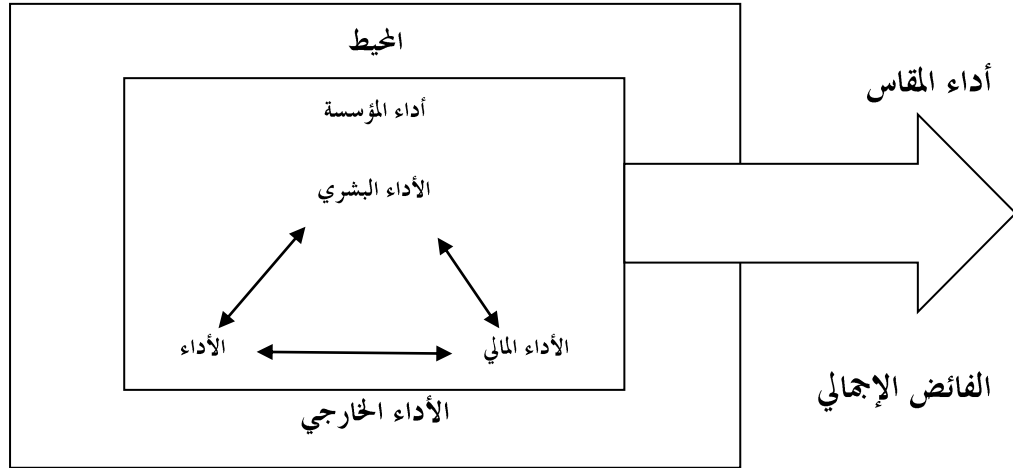 المحيط
أداء المقاس
أداء المؤسسة
الأداء البشري
الأداء المالي
الأداء
الفائض الإجمالي
الأداء الخارجي